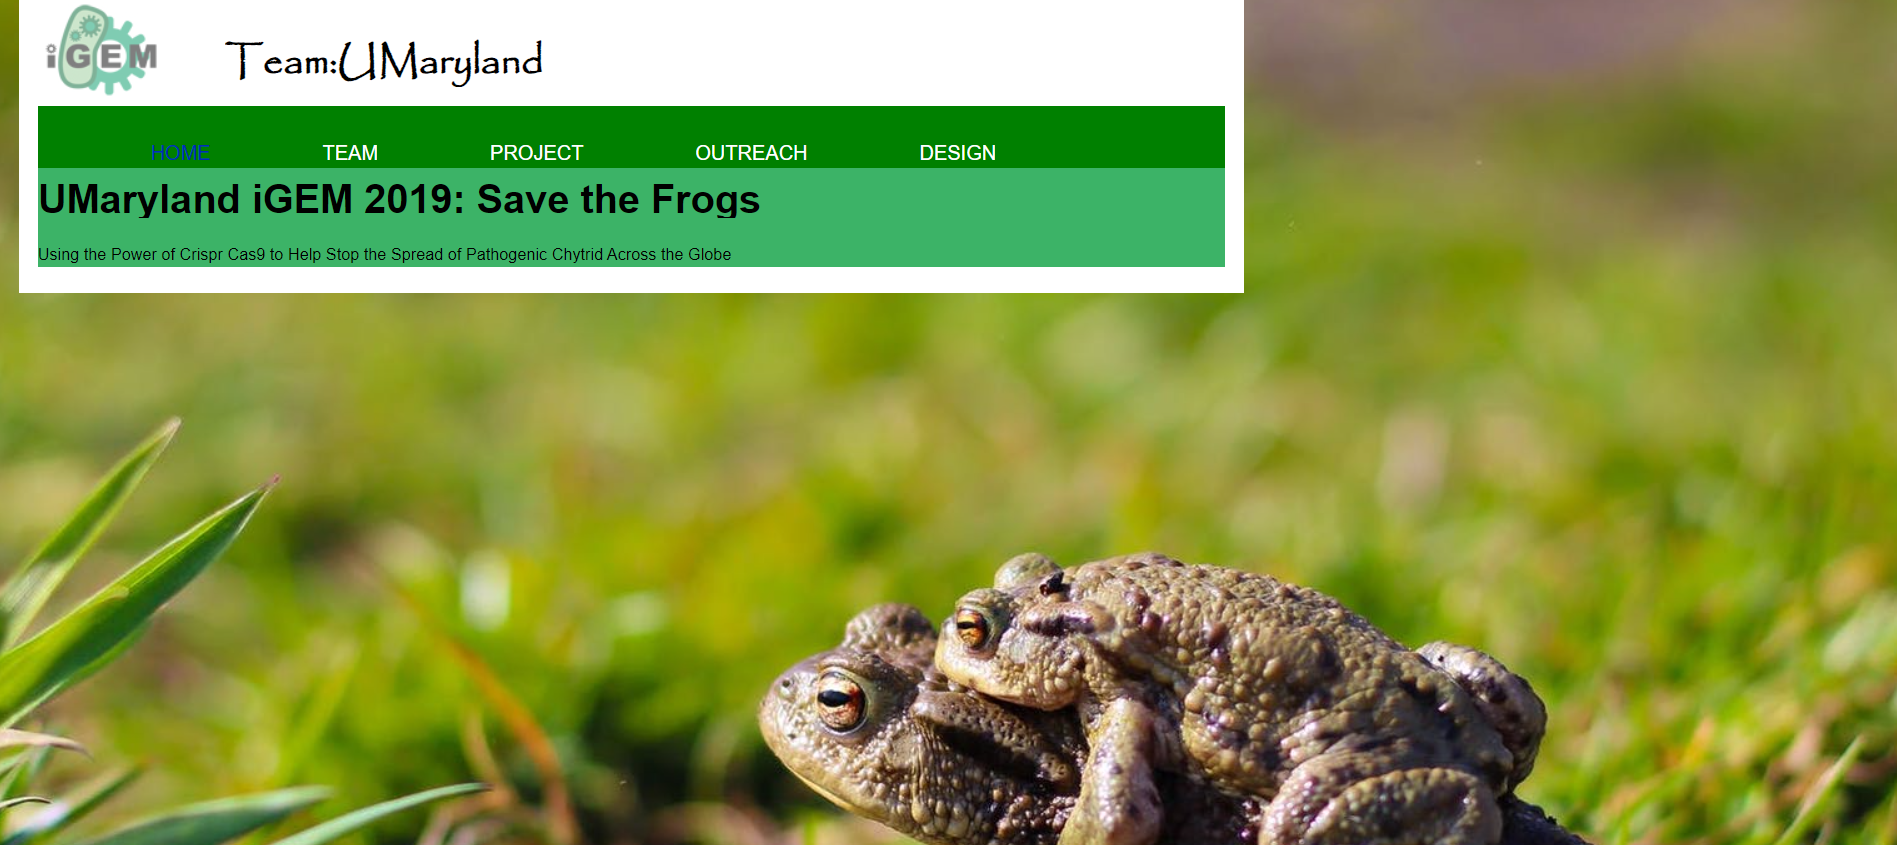 iGEM
Team:UMaryland
HOME TEAM PROJECT OUTREACH DESIGN
UMaryland iGEM 2019: Save the Frogs
Using the Power of Crispr Cas9 to Help Stop the Spread of Pathogenic Chytrid Across the Globe